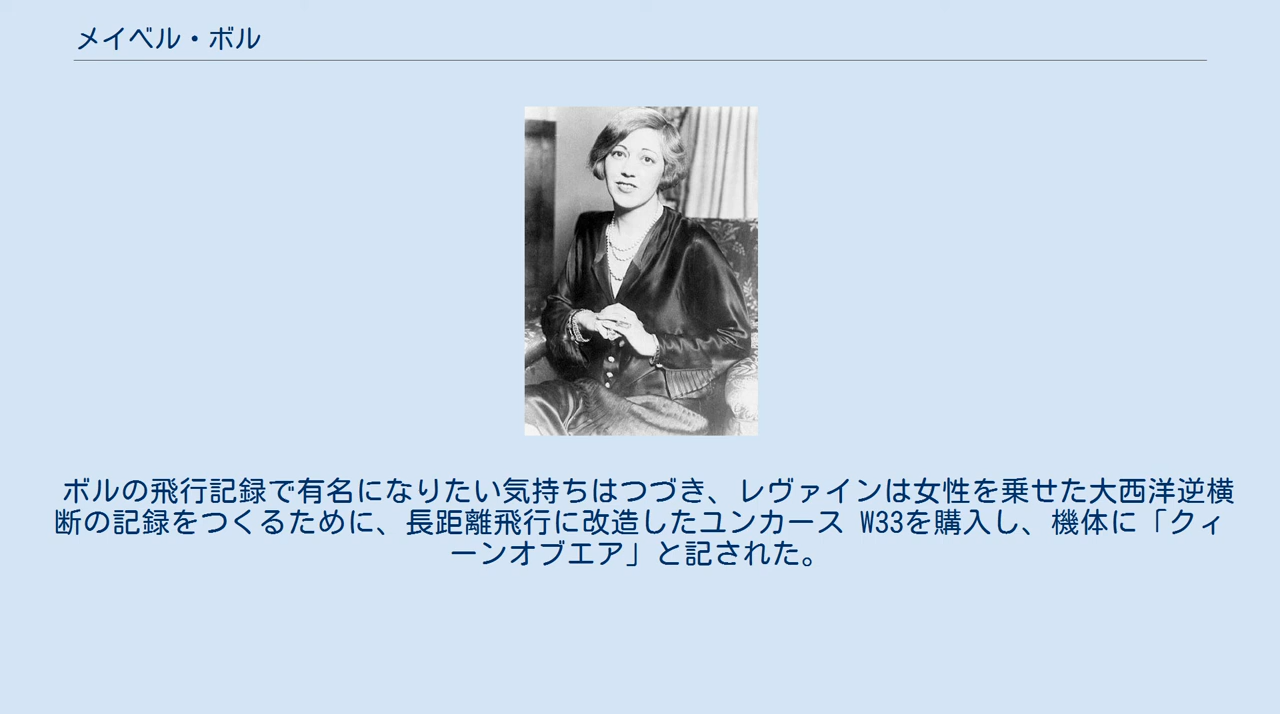 メイベル・ボル
ボルの飛行記録で有名になりたい気持ちはつづき、レヴァインは女性を乗せた大西洋逆横
断の記録をつくるために、長距離飛行に改造したユンカース W33を購入し、機体に「クィ
ーンオブエア」と記された。